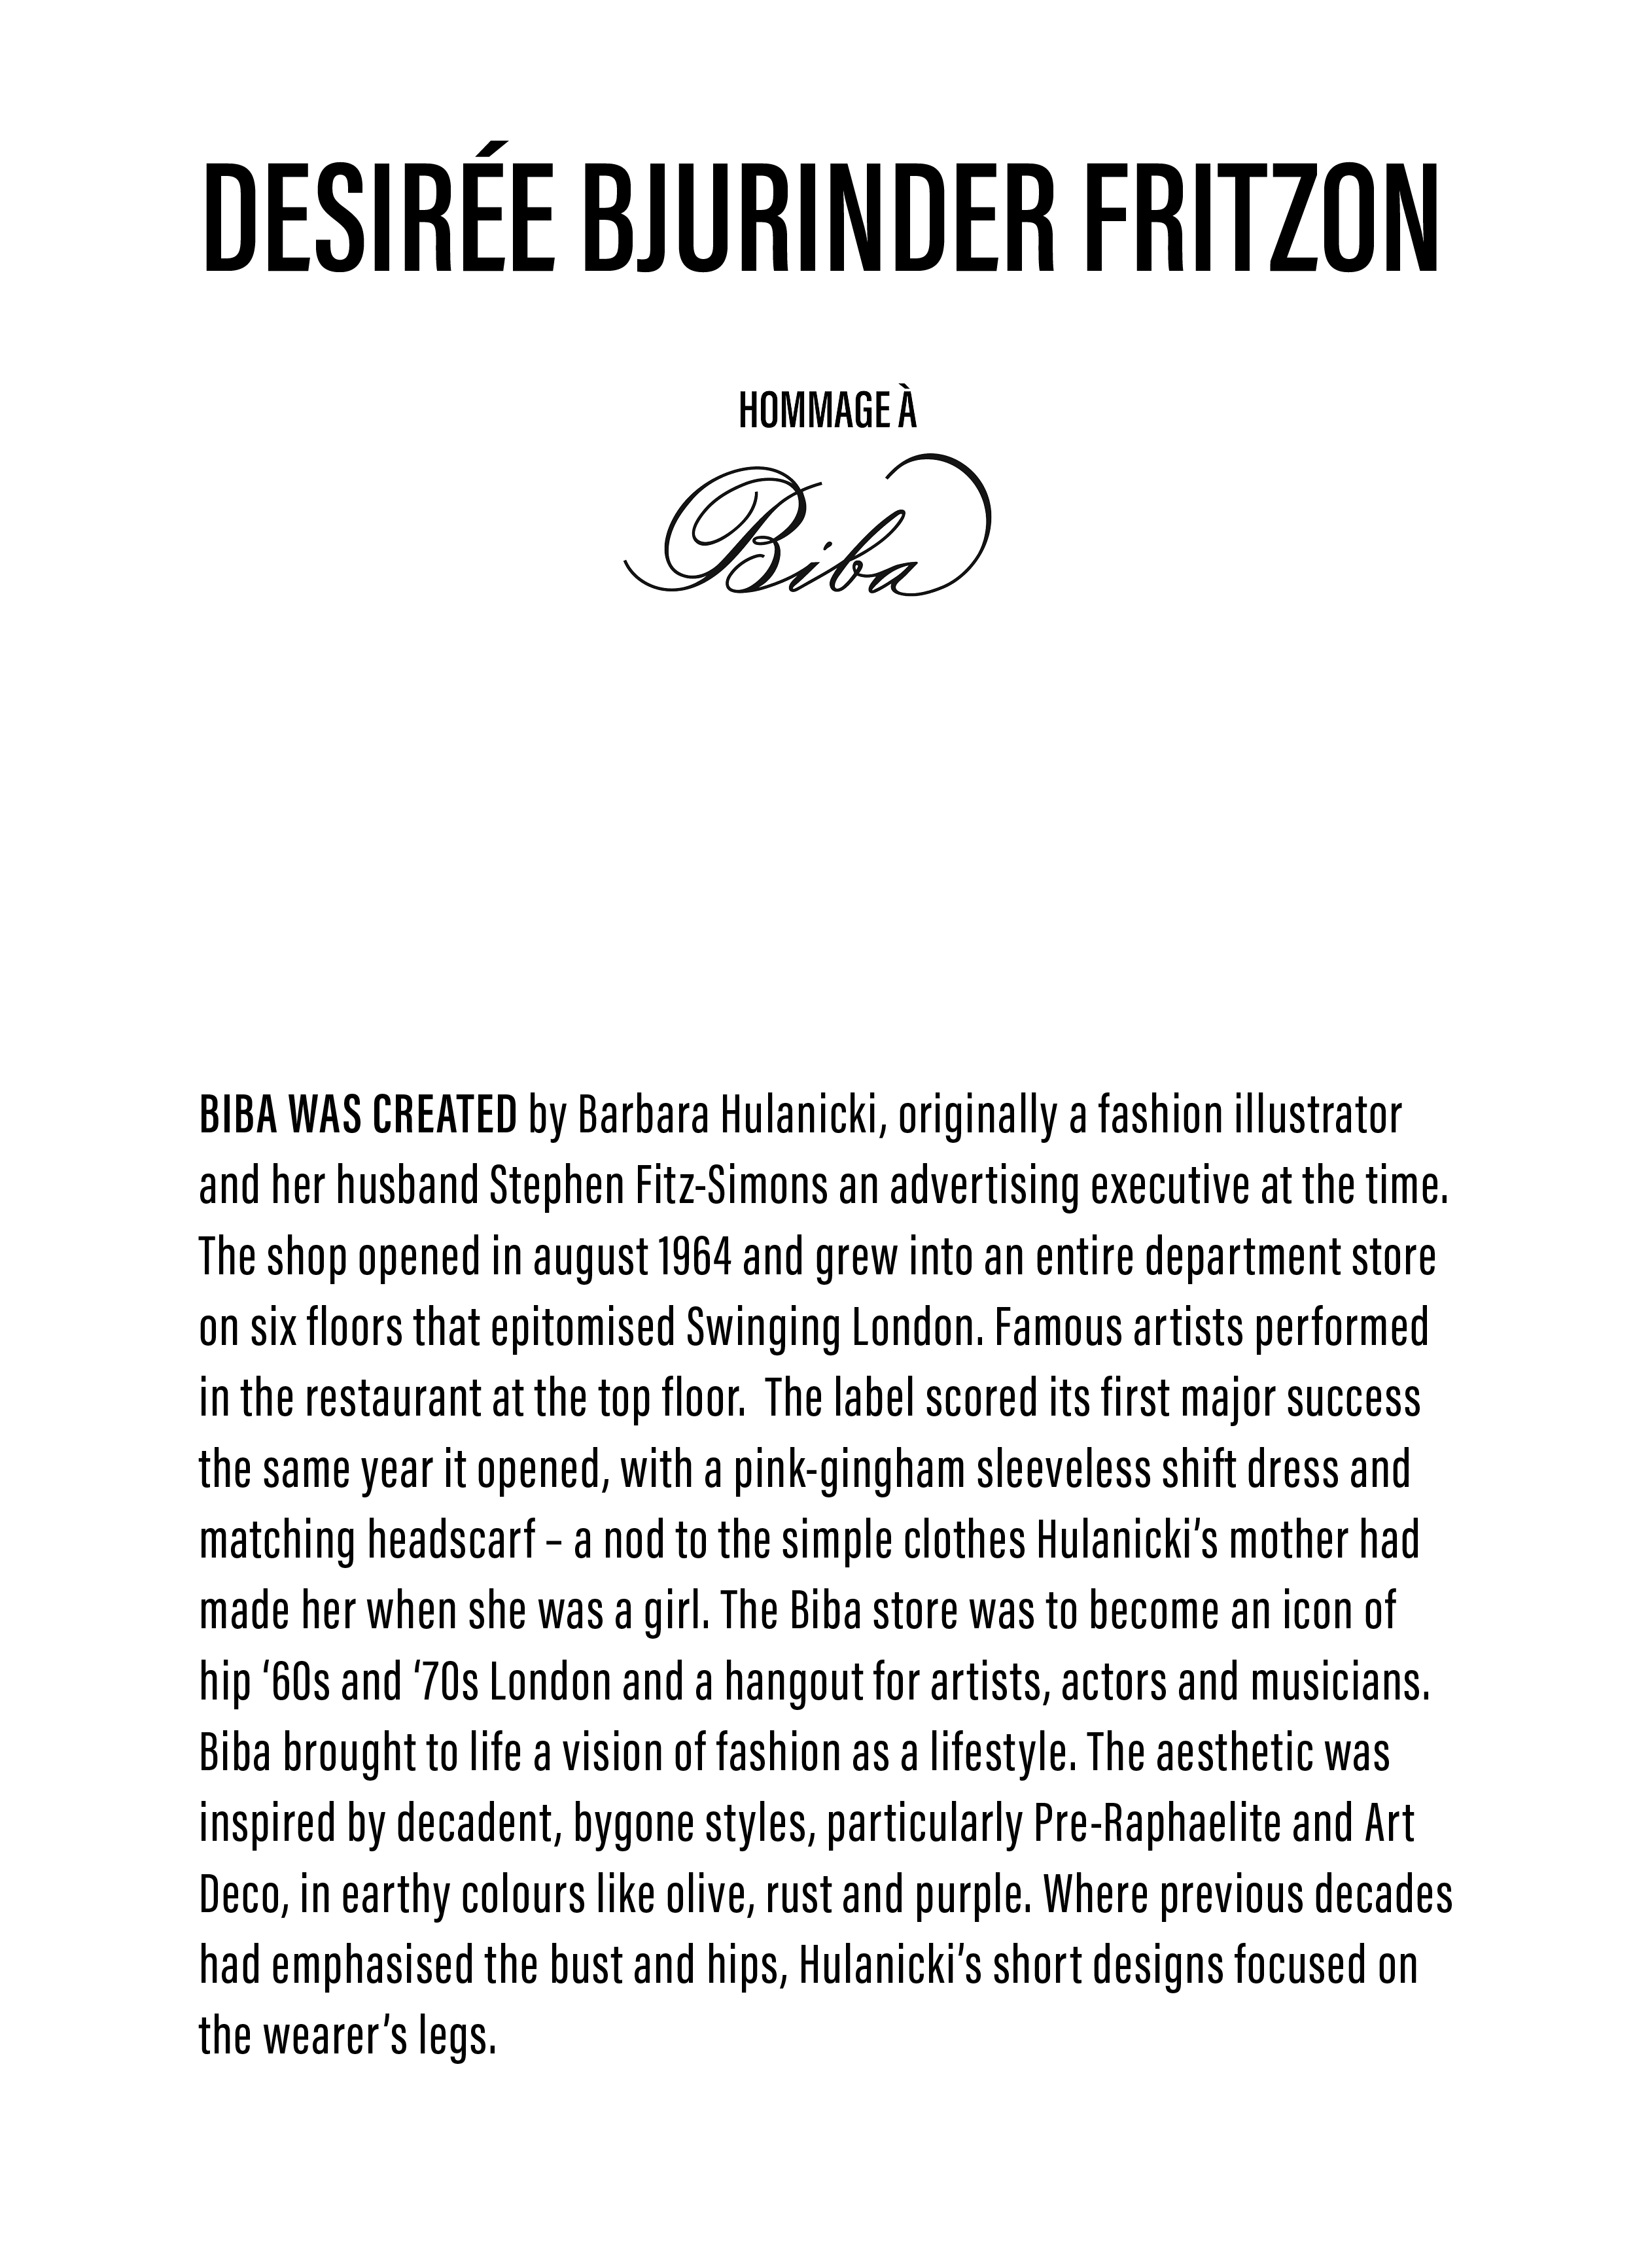 DESIRÉE BJURINDER FRITZON
HOMMAGE À
Biba
BIBA WAS CREATED by Barbara Hulanicki, originally a fashion illustrator
and her husband Stephen Fitz-Simons an advertising executive at the time.
The shop opened in august 1964 and grew into an entire department store
on six floors that epitomised Swinging London. Famous artists performed
in the restaurant at the top floor.  The label scored its first major success
the same year it opened, with a pink-gingham sleeveless shift dress and
matching headscarf – a nod to the simple clothes Hulanicki’s mother had
made her when she was a girl. The Biba store was to become an icon of
hip ‘60s and ‘70s London and a hangout for artists, actors and musicians.
Biba brought to life a vision of fashion as a lifestyle. The aesthetic was
inspired by decadent, bygone styles, particularly Pre-Raphaelite and Art
Deco, in earthy colours like olive, rust and purple. Where previous decades
had emphasised the bust and hips, Hulanicki’s short designs focused on
the wearer’s legs.